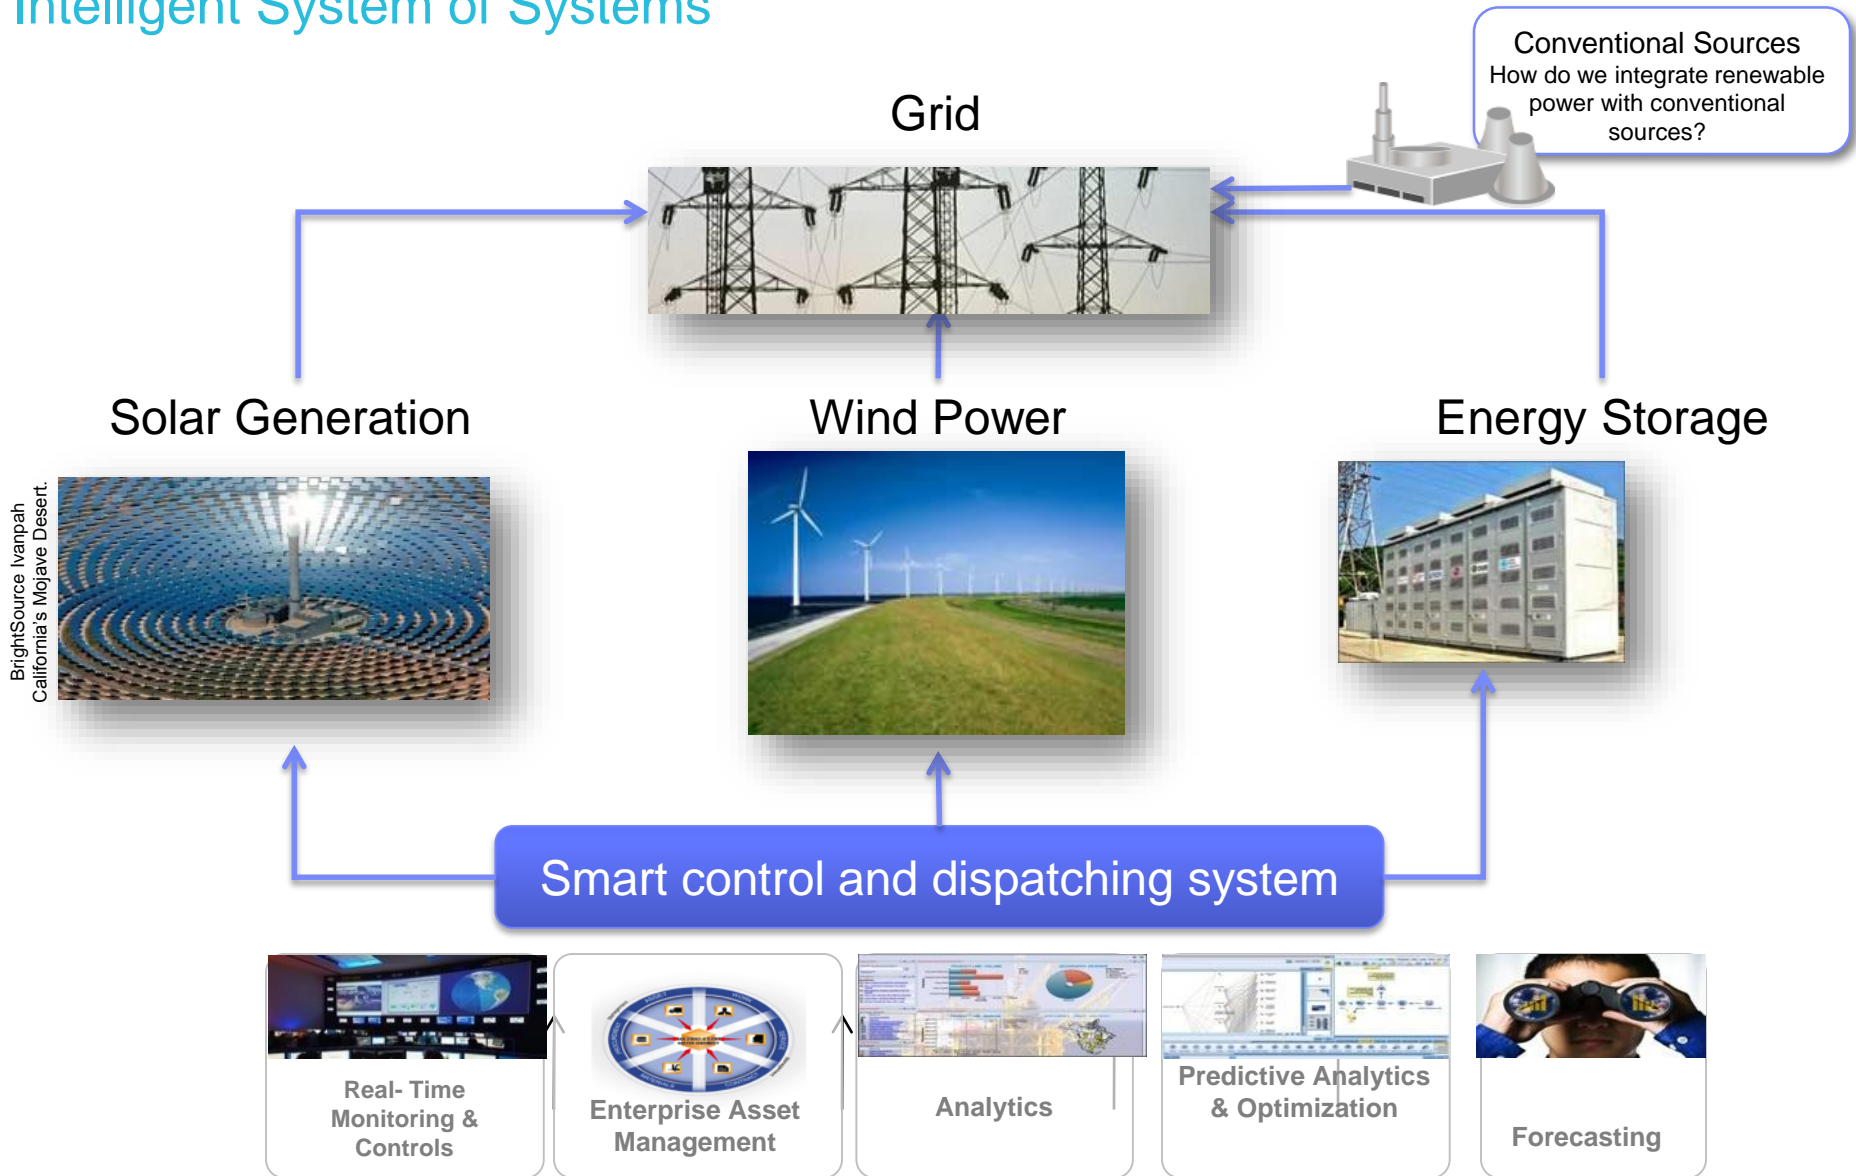 Intelligent System of Systems
Conventional Sources
How do we integrate renewable
power with conventional
sources?
Grid
Solar Generation
Wind Power
Energy Storage
BrightSource Ivanpah
California's Mojave Desert.
Smart control and dispatching system
Real- Time
Monitoring &
Controls
Enterprise Asset
Management
Analytics
Predictive Analytics
& Optimization
Forecasting